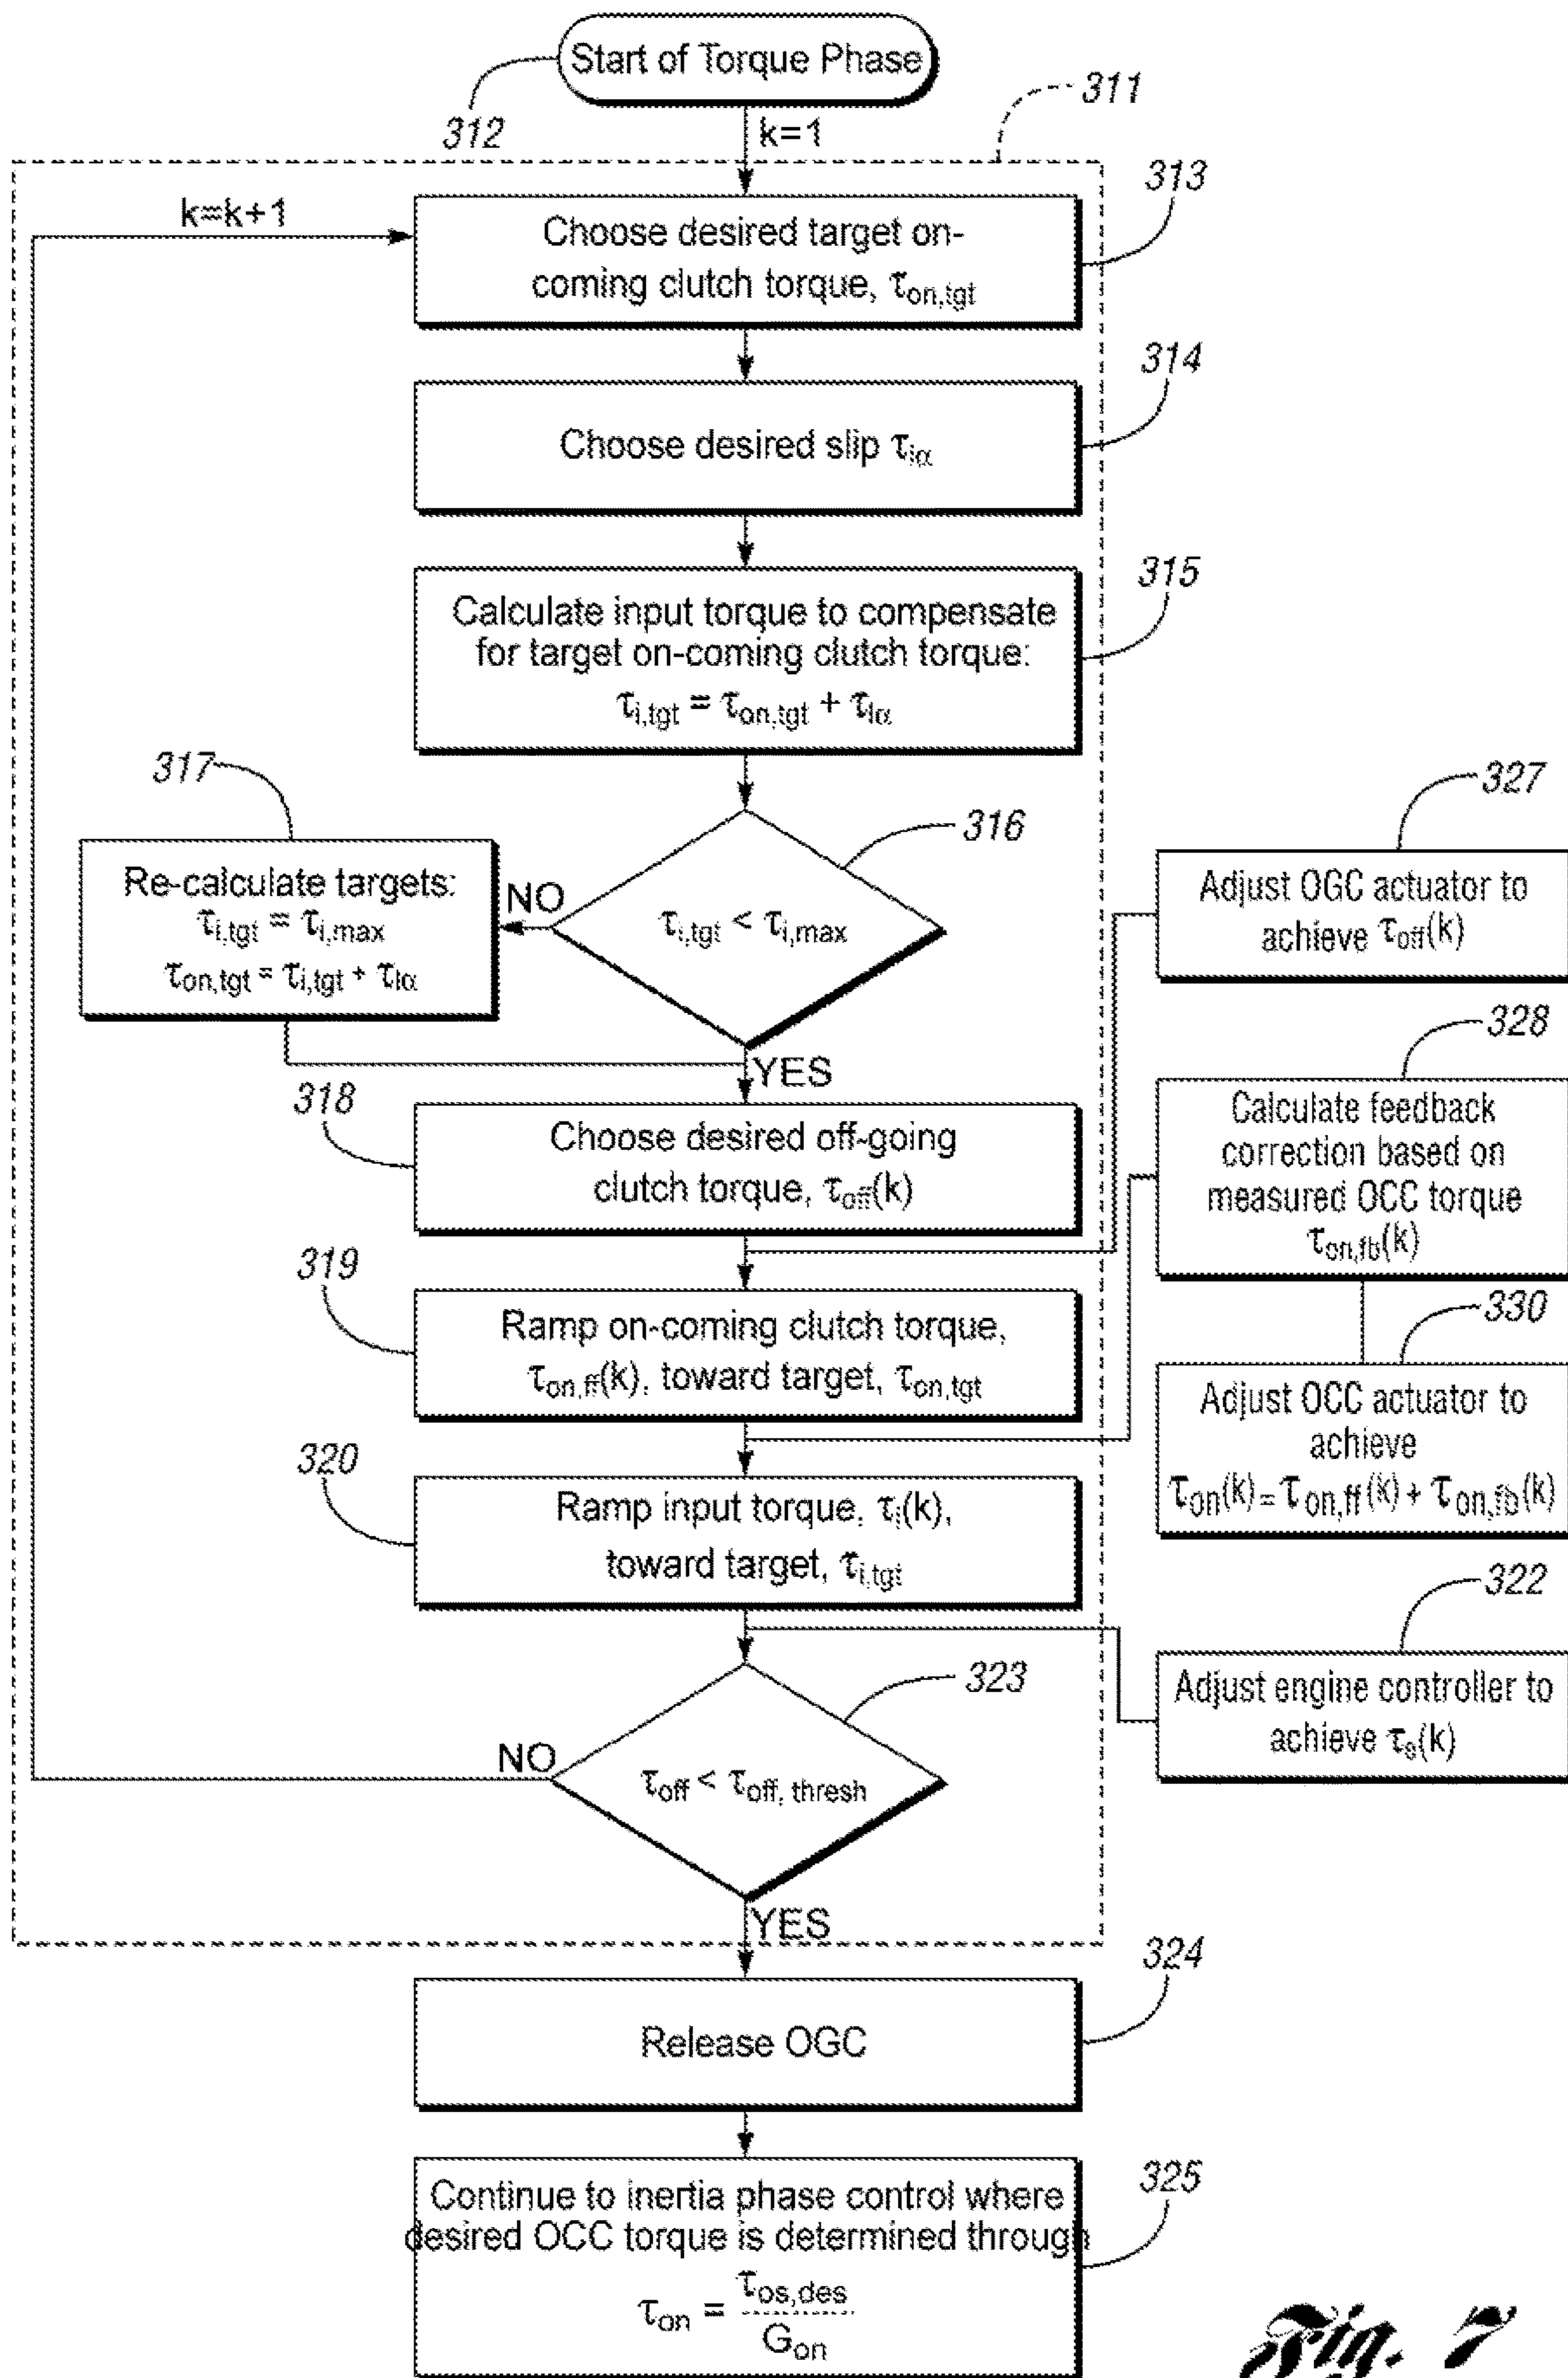 Start of Torque Phase
312
k=1
311
k=k+1
Choose desired target on-
coming clutch torque, τon,tgt
313
Choose desired slip τiα
314
Calculate input torque to compensate
for target on-coming clutch torque:
τi,tgt = τon,tgt + τIα
315
317
Re-calculate targets:
τi,tgt = τi,max
τon,tgt = τi,tgt + τIα
NO
τi,tgt < τi,max
316
YES
318
Choose desired off-going
clutch torque, τoff(k)
319
Ramp on-coming clutch torque,
τon,ff(k), toward target, τon,tgt
320
Ramp input torque, τi(k),
toward target, τi,tgt
NO
τoff < τoff, thresh
323
YES
327
Adjust OGC actuator to
achieve τoff(k)
328
Calculate feedback
correction based on
measured OCC torque
τon,fb(k)
330
Adjust OCC actuator to
achieve
τon(k)=τon,ff(k)+ τon,fb(k)
322
Adjust engine controller to
achieve τe(k)
Release OGC
324
Continue to inertia phase control where
desired OCC torque is determined through
τon = τos,des
Gon
325
Fig. 7